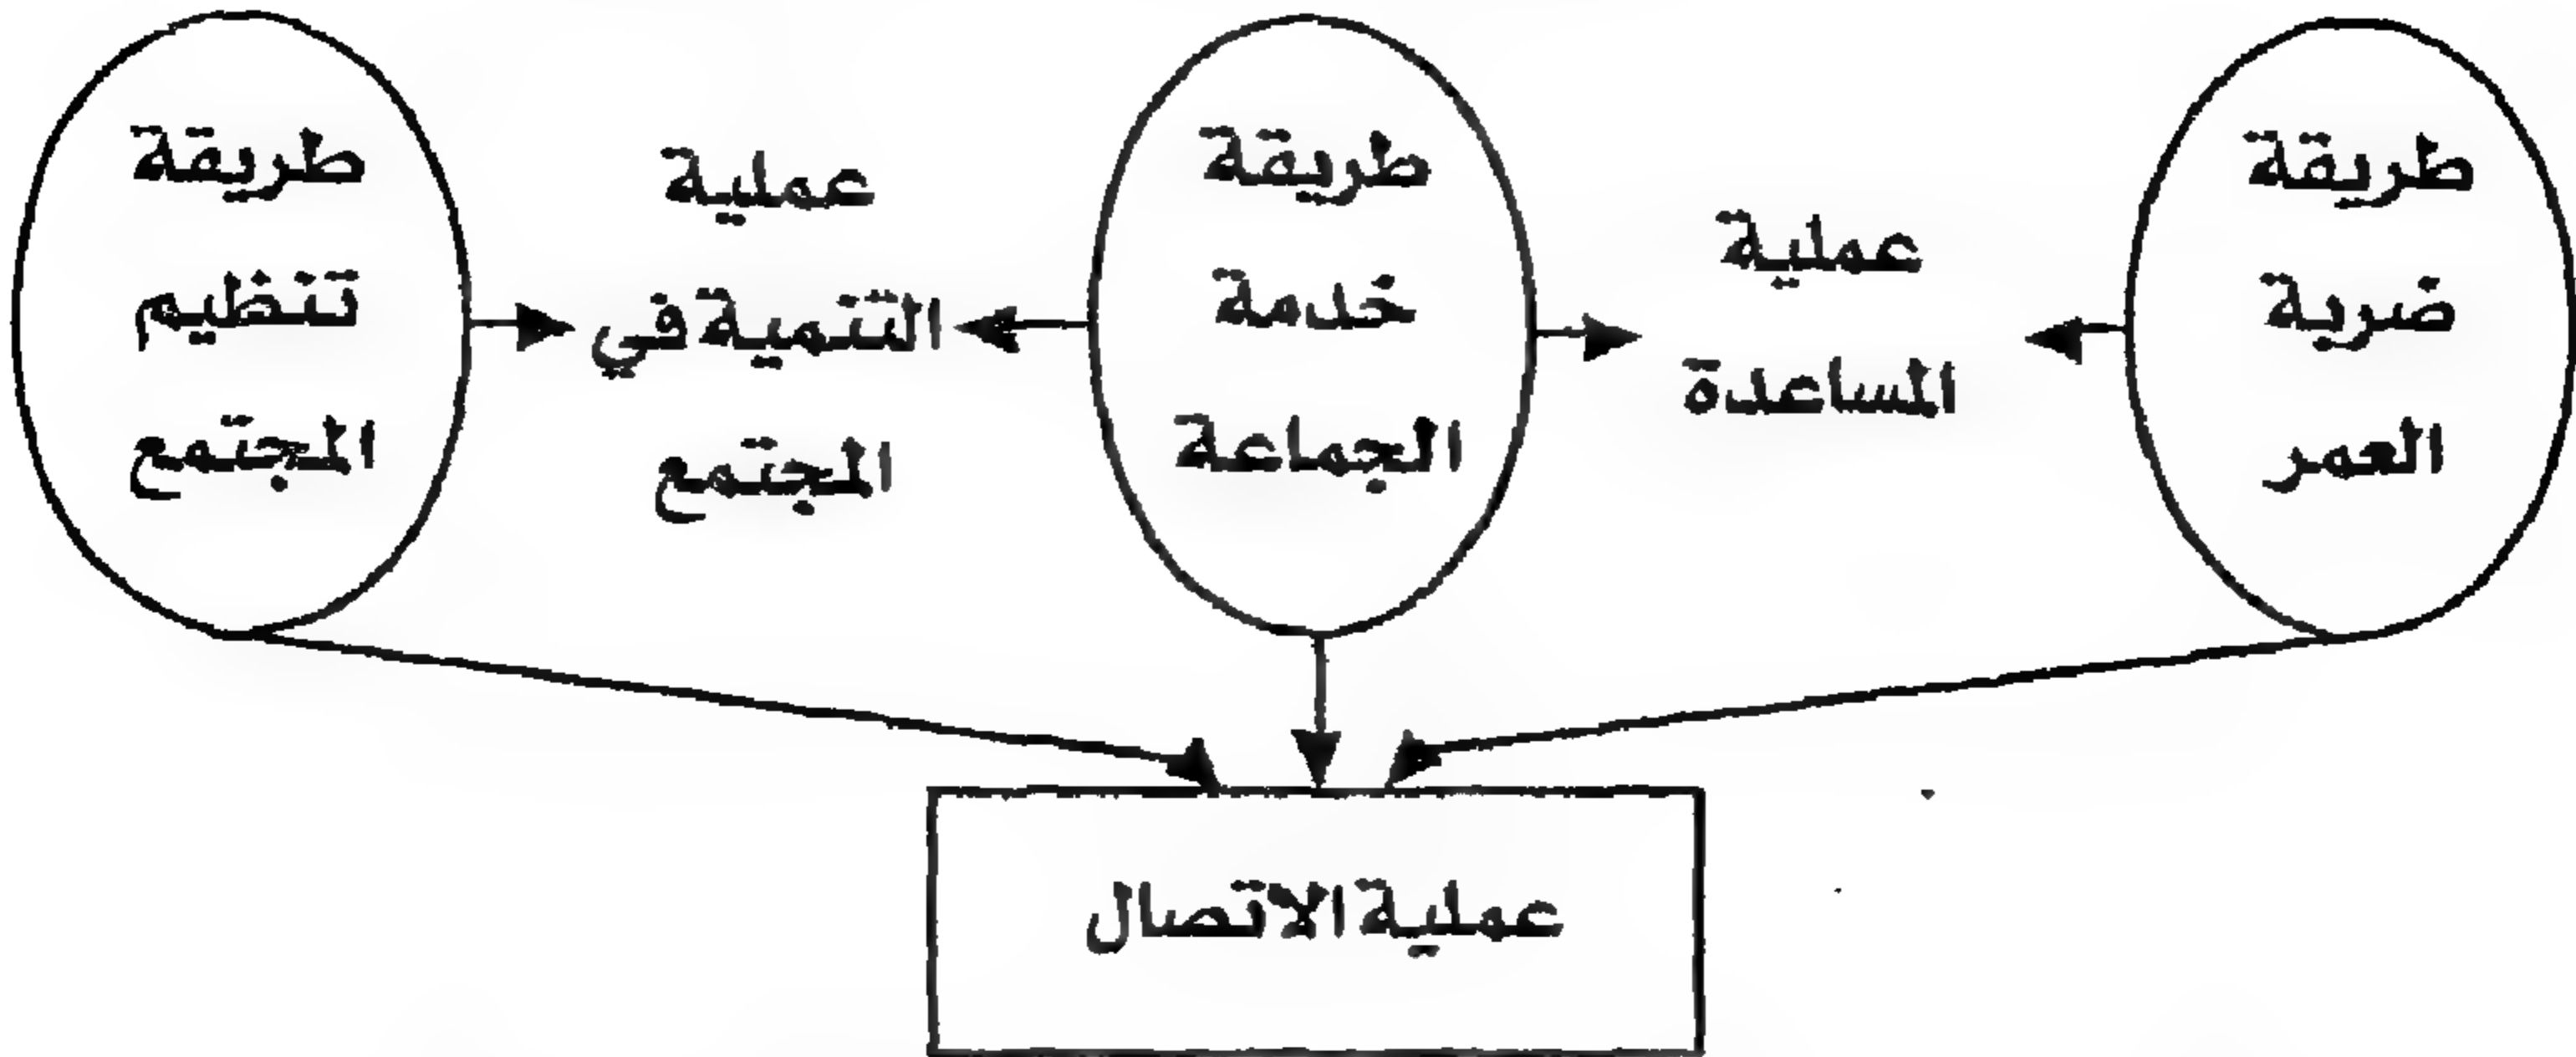 طريقة
ضربة
العمر
عملية
المساعدة
طريقة
خدمة
الجماعة
عملية
التنمية في
المجتمع
طريقة
تنظيم
المجتمع
عملية الاتصال